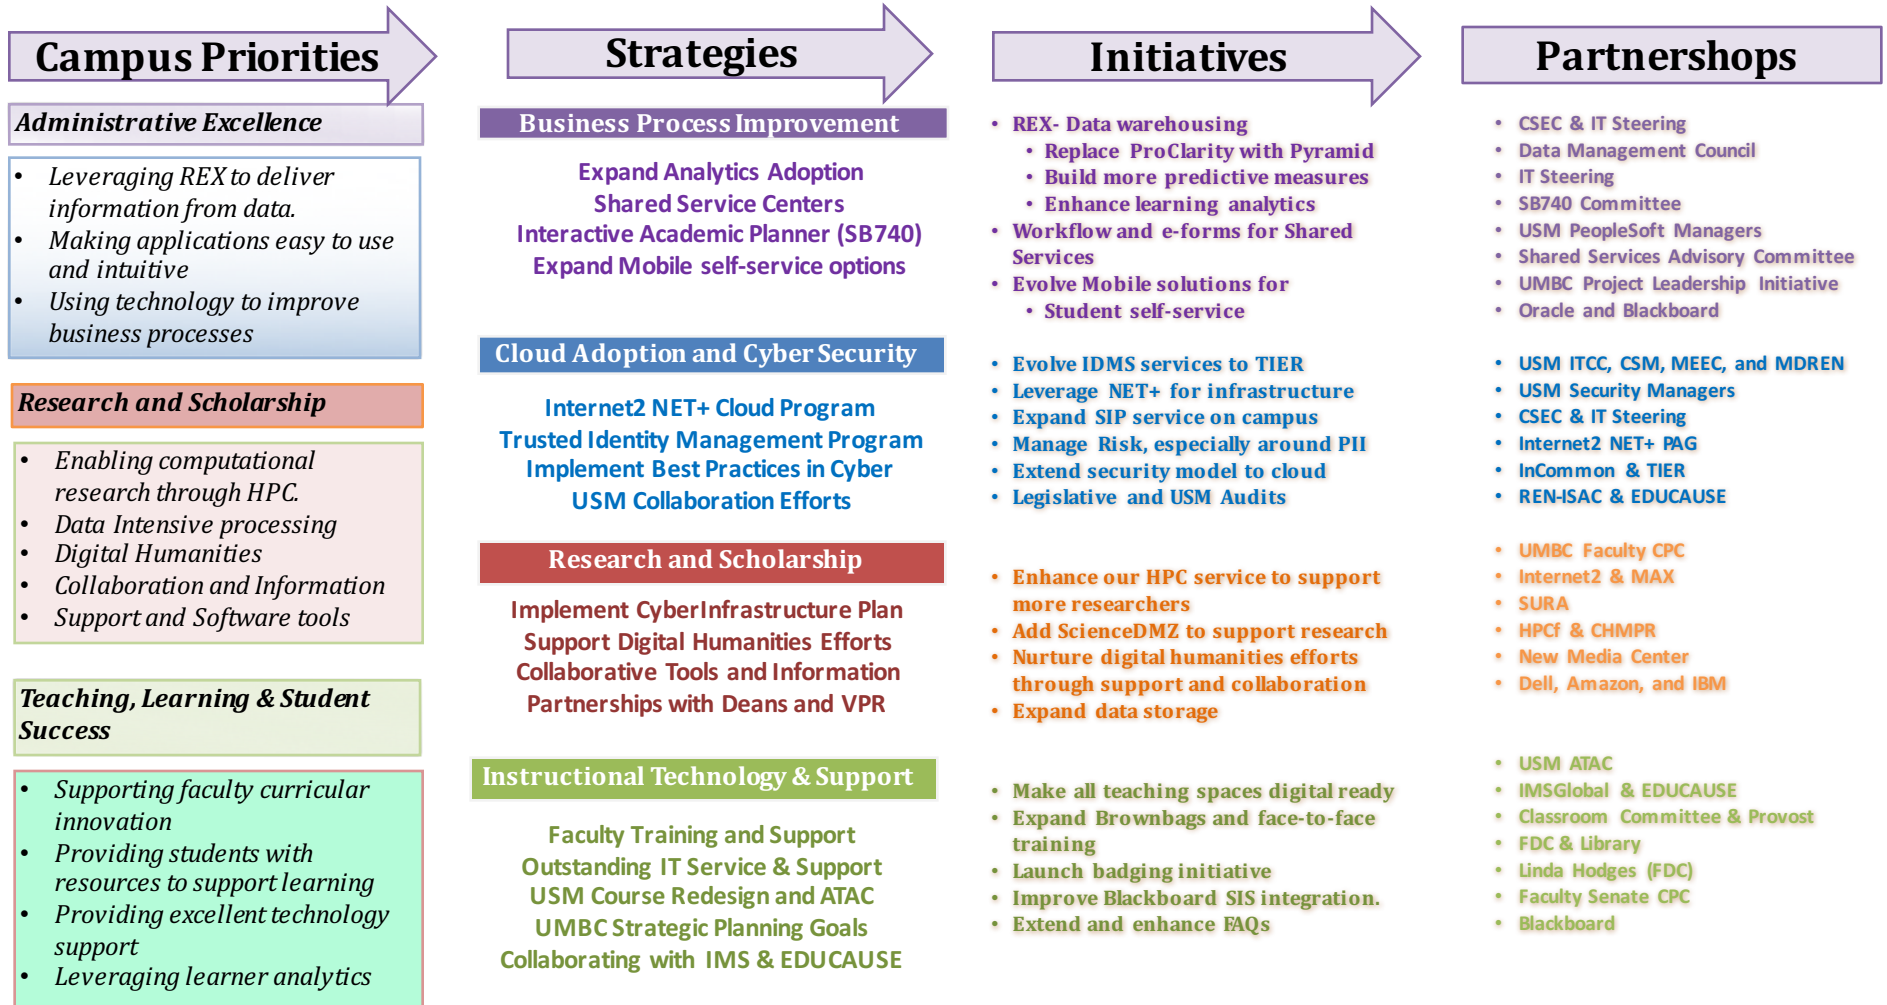 Campus Priorities
Administrative Excellence
• Leveraging REX to deliver
information from data.
• Making applications easy to use
and intuitive
• Using technology to improve
business processes
Research and Scholarship
• Enabling computational
research through HPC.
• Data Intensive processing
• Digital Humanities
• Collaboration and Information
• Support and Software tools
Teaching, Learning & Student
Success
• Supporting faculty curricular
innovation
• Providing students with
resources to support learning
• Providing excellent technology
support
• Leveraging learner analytics
Strategies
Business Process Improvement
Expand Analytics Adoption
Shared Service Centers
Interactive Academic Planner (SB740)
Expand Mobile self-service options
Cloud Adoption and Cyber Security
Internet2 NET+ Cloud Program
Trusted Identity Management Program
Implement Best Practices in Cyber
USM Collaboration Efforts
Research and Scholarship
Implement CyberInfrastructure Plan
Support Digital Humanities Efforts
Collaborative Tools and Information
Partnerships with Deans and VPR
Instructional Technology & Support
Faculty Training and Support
Outstanding IT Service & Support
USM Course Redesign and ATAC
UMBC Strategic Planning Goals
Collaborating with IMS & EDUCAUSE
Initiatives
• REX- Data warehousing
• Replace ProClarity with Pyramid
• Build more predictive measures
• Enhance learning analytics
• Workflow and e-forms for Shared
Services
• Evolve Mobile solutions for
• Student self-service
• Evolve IDMS services to TIER
• Leverage NET+ for infrastructure
• Expand SIP service on campus
• Manage Risk, especially around PII
• Extend security model to cloud
• Legislative and USM Audits
• Enhance our HPC service to support
more researchers
• Add ScienceDMZ to support research
• Nurture digital humanities efforts
through support and collaboration
• Expand data storage
• Make all teaching spaces digital ready
• Expand Brownbags and face-to-face
training
• Launch badging initiative
• Improve Blackboard SIS integration.
• Extend and enhance FAQs
Partnershops
• CSEC & IT Steering
• Data Management Council
• IT Steering
• SB740 Committee
• USM PeopleSoft Managers
• Shared Services Advisory Committee
• UMBC Project Leadership Initiative
• Oracle and Blackboard
• USM ITCC, CSM, MEEC, and MDREN
• USM Security Managers
• CSEC & IT Steering
• Internet2 NET+ PAG
• InCommon & TIER
• REN-ISAC & EDUCAUSE
• UMBC Faculty CPC
• Internet2 & MAX
• SURA
• HPCf & CHMPR
• New Media Center
• Dell, Amazon, and IBM
• USM ATAC
• IMSGlobal & EDUCAUSE
• Classroom Committee & Provost
• FDC & Library
• Linda Hodges (FDC)
• Faculty Senate CPC
• Blackboard